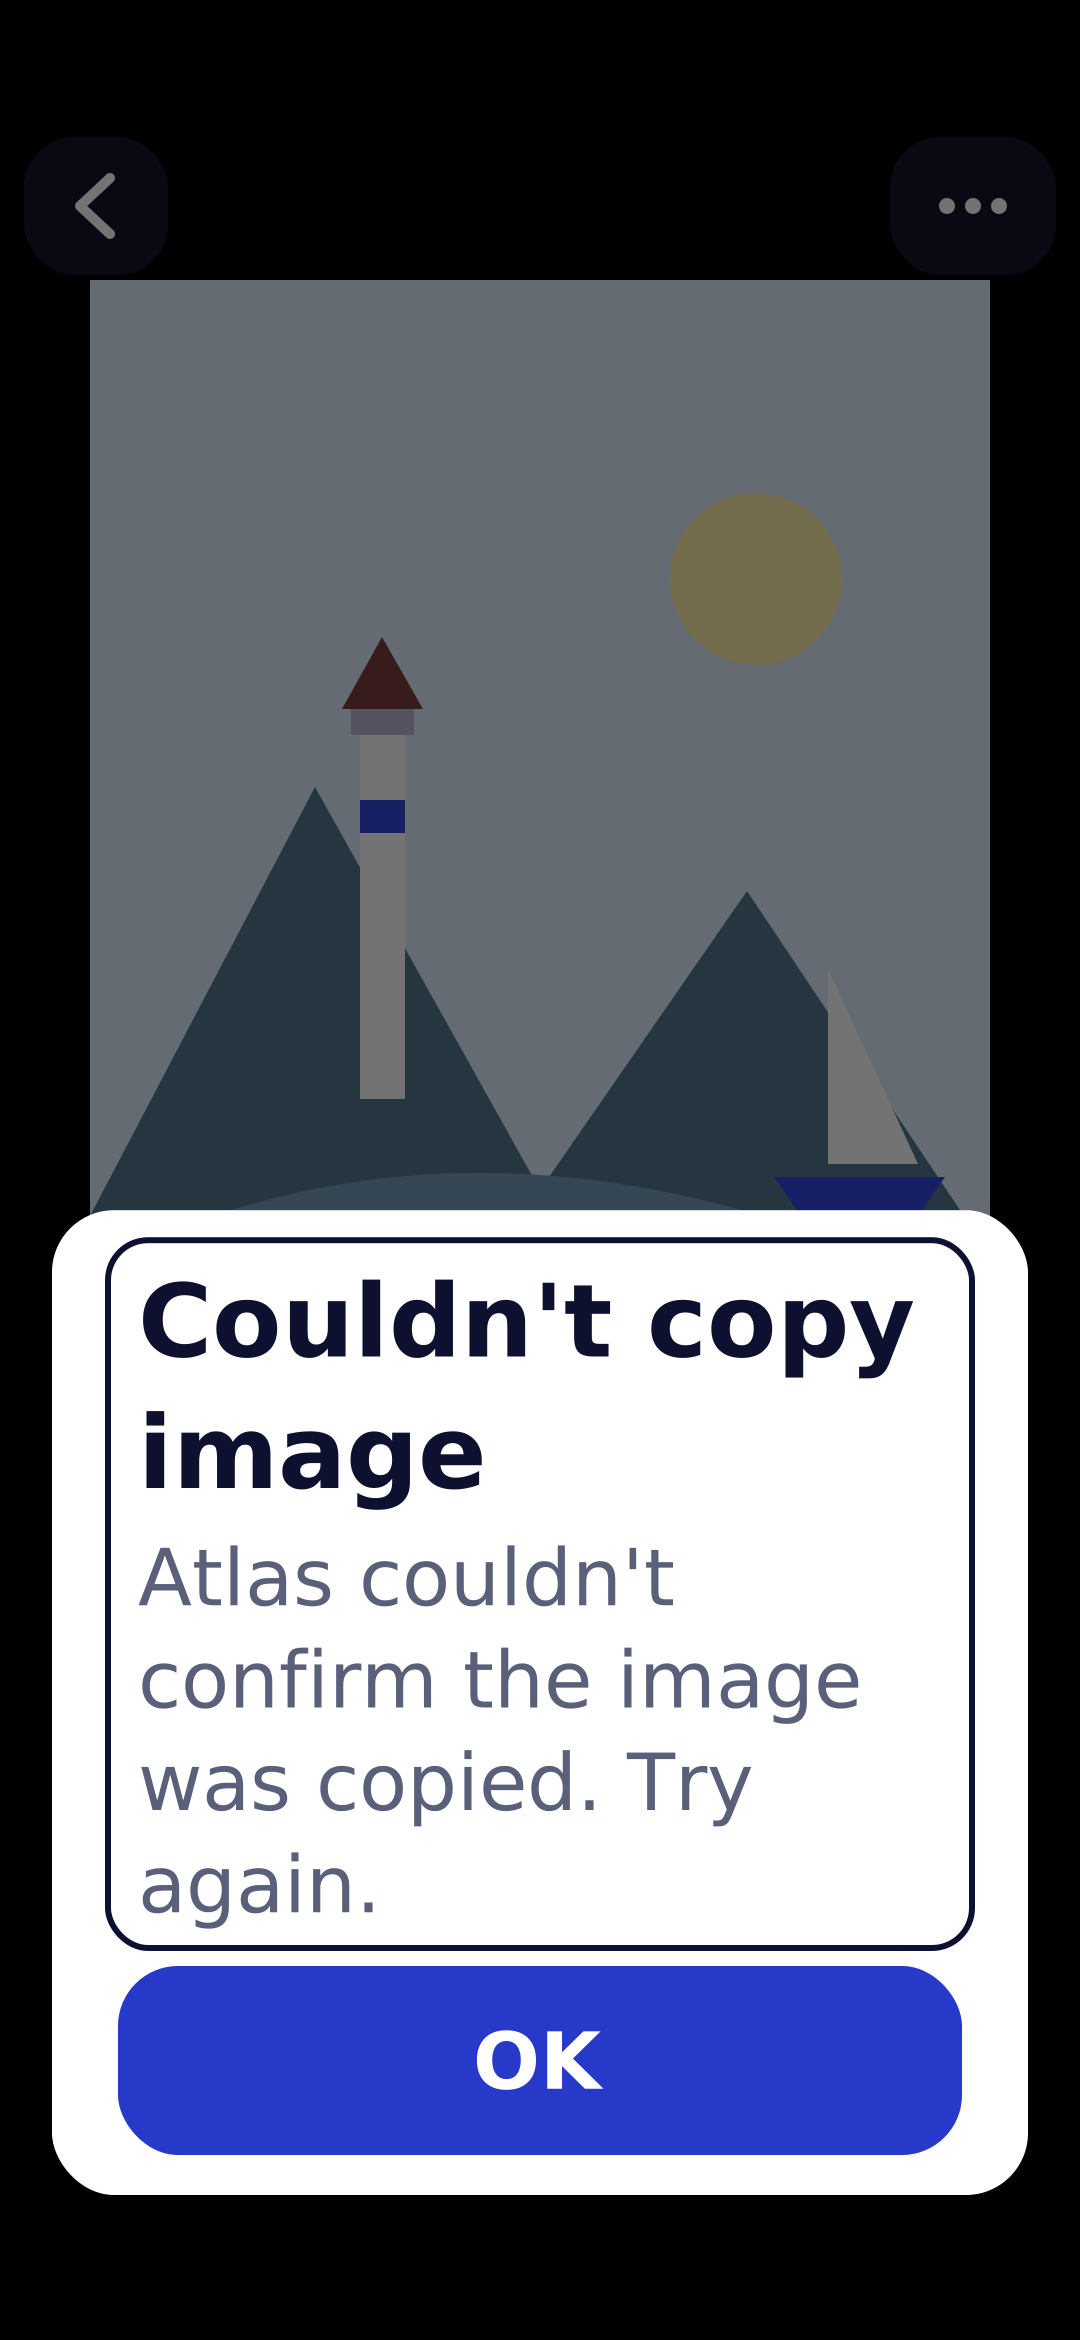 Couldn't copy
image
Atlas couldn't
confirm the image
was copied. Try
again.
OK